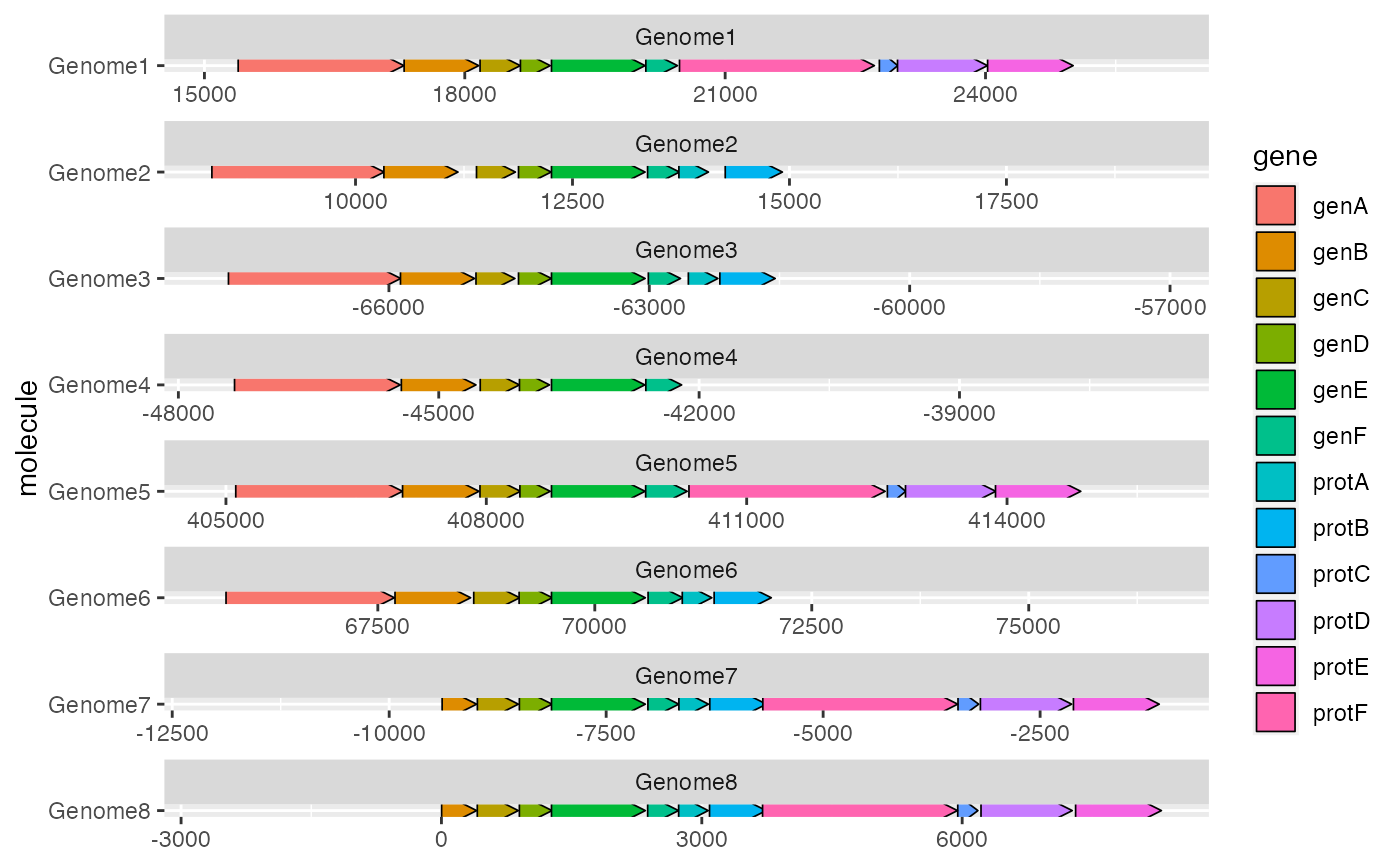 Genome1
Genome1
15000 18000 21000 24000
Genome2
Genome2
10000 12500 15000 17500
Genome3
Genome3
-66000 -63000 -60000 -57000
Genome4
Genome4
-48000 -45000 -42000 -39000
Genome5
Genome5
405000 408000 411000 414000
Genome6
Genome6
67500 70000 72500 75000
Genome7
Genome7
-12500 -10000 -7500 -5000 -2500
Genome8
Genome8
-3000 0 3000 6000
molecule
gene
genA
genB
genC
genD
genE
genF
protA
protB
protC
protD
protE
protF